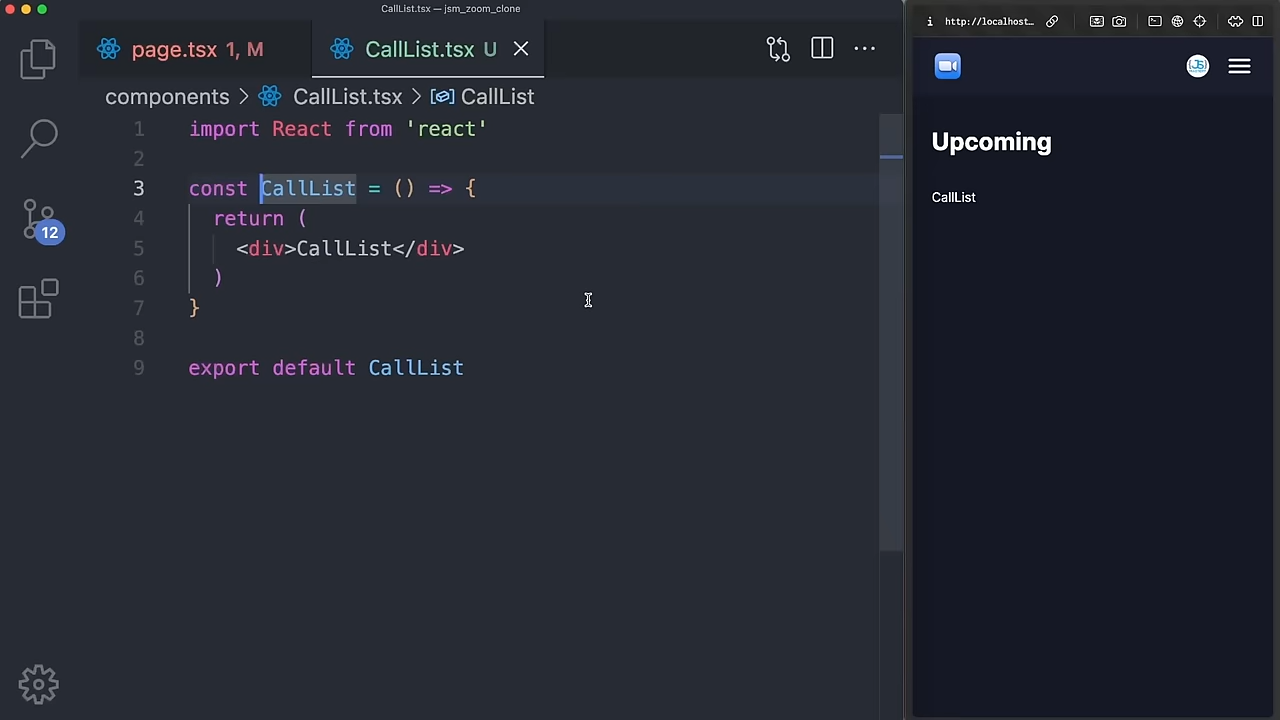 CallList.tsx — jsm_zoom_clone
page.tsx 1, M
CallList.tsx U
components > CallList.tsx > CallList
1 import React from 'react'
2
3 const CallList = () => {
4 return (
5 <div>CallList</div>
6 )
7 }
8
9 export default CallList
12
http://localhost...
Upcoming
CallList